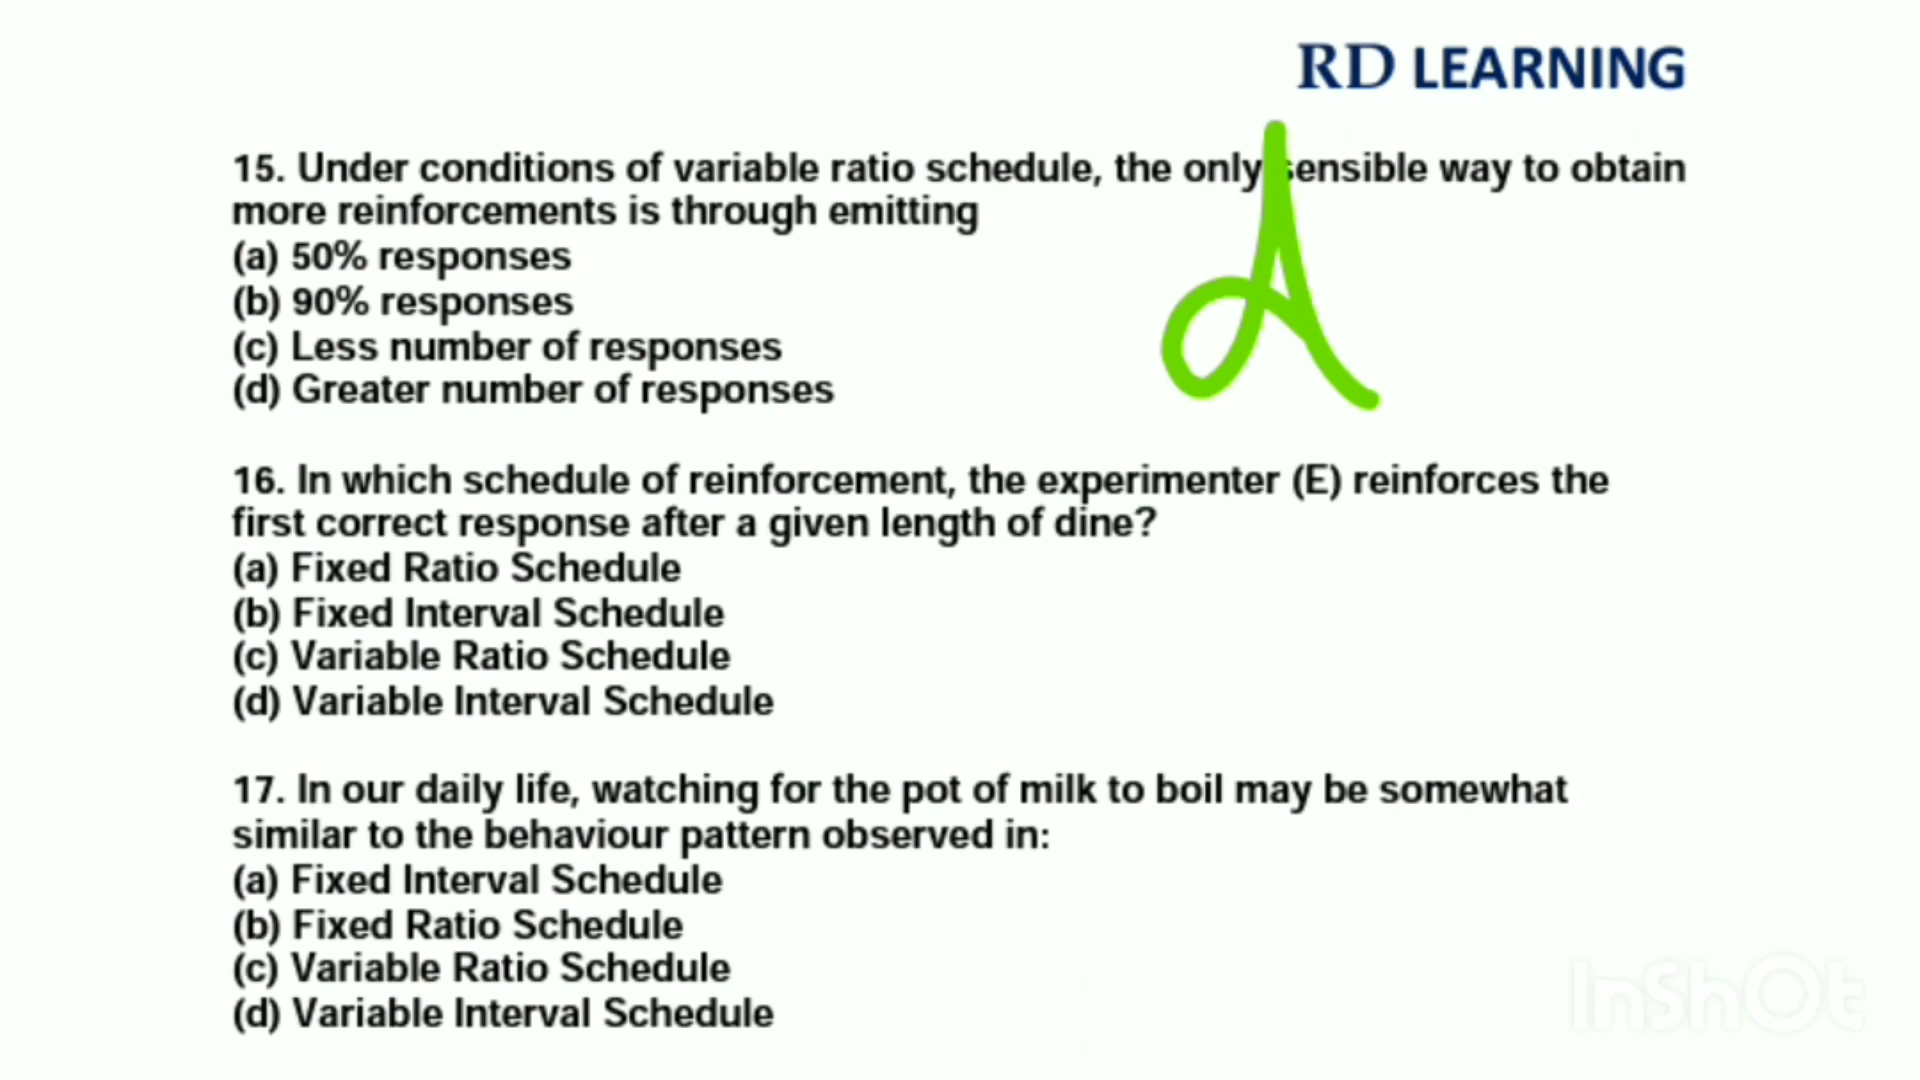 RD LEARNING
15. Under conditions of variable ratio schedule, the only sensible way to obtain
more reinforcements is through emitting
(a) 50% responses
(b) 90% responses
(c) Less number of responses
(d) Greater number of responses
d
16. In which schedule of reinforcement, the experimenter (E) reinforces the
first correct response after a given length of dine?
(a) Fixed Ratio Schedule
(b) Fixed Interval Schedule
(c) Variable Ratio Schedule
(d) Variable Interval Schedule
17. In our daily life, watching for the pot of milk to boil may be somewhat
similar to the behaviour pattern observed in:
(a) Fixed Interval Schedule
(b) Fixed Ratio Schedule
(c) Variable Ratio Schedule
(d) Variable Interval Schedule
InShOt